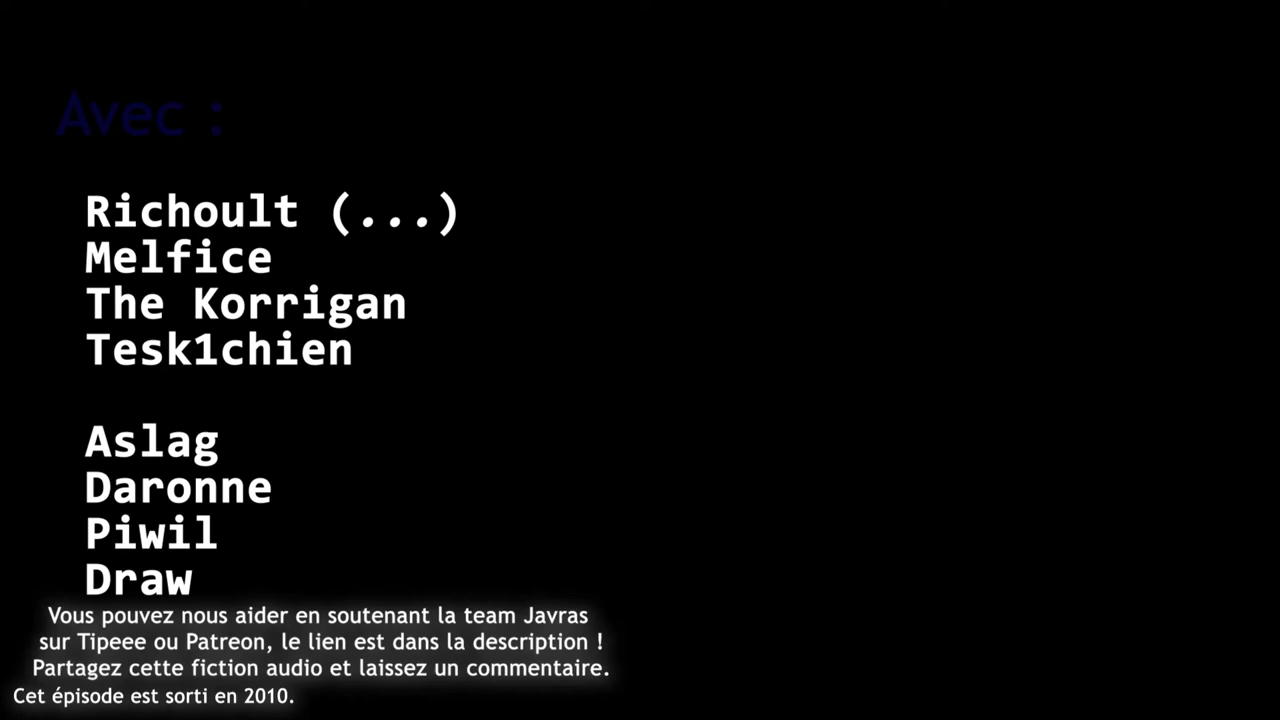 Avec :
Richoult (...)
Melfice
The Korrigan
Tesk1chien
Aslag
Daronne
Piwil
Draw
Vous pouvez nous aider en soutenant la team Javras
sur Tipeee ou Patreon, le lien est dans la description !
Partagez cette fiction audio et laissez un commentaire.
Cet épisode est sorti en 2010.